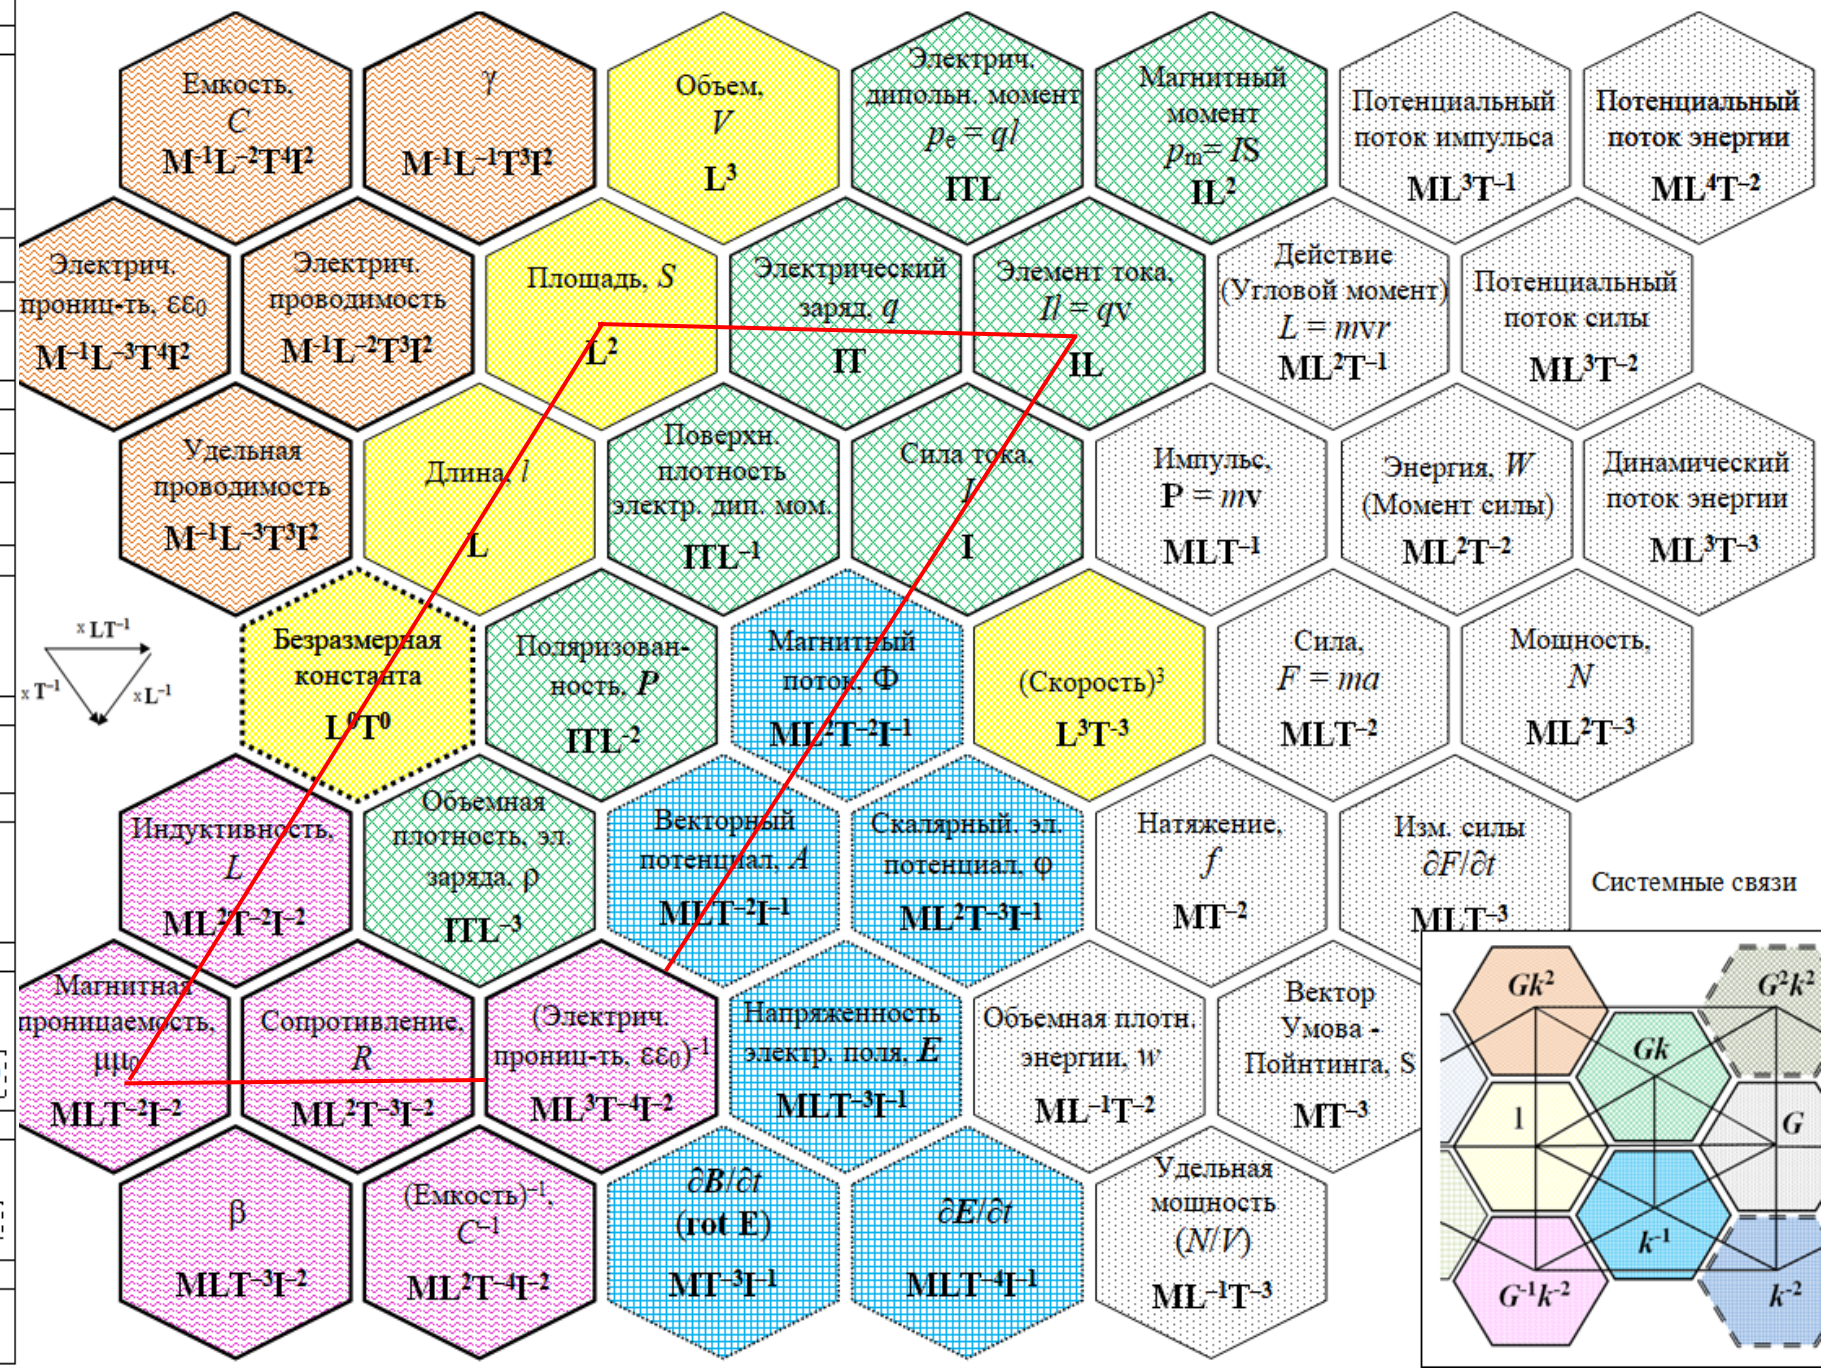 Емкость,
C
M⁻¹L⁻²T⁴I²
γ
M⁻¹L⁻¹T³I²
Объем,
V
L³
Электрич.
дипольн. момент
pₑ = ql
ITL
Магнитный
момент
pₘ= IS
IL²
Потенциальный
поток импульса
ML³T⁻¹
Потенциальный
поток энергии
ML⁴T⁻²
Электрич.
прониц-ть, εε₀
M⁻¹L⁻³T⁴I²
Электрич.
проводимость
M⁻¹L⁻²T³I²
Площадь, S
L²
Электрический
заряд, q
IT
Элемент тока,
Il = qv
IL
Действие
(Угловой момент)
L = mvr
ML²T⁻¹
Потенциальный
поток силы
ML³T⁻²
Удельная
проводимость
M⁻¹L⁻³T³I²
Длина, l
L
Поверхн.
плотность
электр. дип. мом.
ITL⁻¹
Сила тока,
I
I
Импульс,
P = mv
MLT⁻¹
Энергия, W
(Момент силы)
ML²T⁻²
Динамический
поток энергии
ML³T⁻³
x LT⁻¹
x T⁻¹
x L⁻¹
Безразмерная
константа
L⁰T⁰
Поляризован-
ность, P
ITL⁻²
Магнитный
поток, Φ
ML²T⁻²I⁻¹
(Скорость)³
L³T⁻³
Сила,
F = ma
MLT⁻²
Мощность,
N
ML²T⁻³
Индуктивность,
L
ML²T⁻²I⁻²
Объемная
плотность, эл.
заряда, ρ
ITL⁻³
Векторный
потенциал, A
MLT⁻²I⁻¹
Скалярный. эл.
потенциал, φ
ML²T⁻³I⁻¹
Натяжение,
f
MT⁻²
Изм. силы
∂F/∂t
MLT⁻³
Системные связи
Магнитная
проницаемость,
μμ₀
MLT⁻²I⁻²
Сопротивление,
R
ML²T⁻³I⁻²
(Электрич.
прониц-ть, εε₀)⁻¹
ML³T⁻⁴I⁻²
Напряженность
электр. поля, E
MLT⁻³I⁻¹
Объемная плотн.
энергии, w
ML⁻¹T⁻²
Вектор
Умова -
Пойнтинга, S
MT⁻³
β
MLT⁻³I⁻²
(Емкость)⁻¹,
C⁻¹
ML²T⁻⁴I⁻²
∂B/∂t
(rot E)
MT⁻³I⁻¹
∂E/∂t
MLT⁻⁴I⁻¹
Удельная
мощность
(N/V)
ML⁻¹T⁻³
Gk²
G²k²
Gk
1
G
k⁻¹
G⁻¹k⁻²
k⁻²